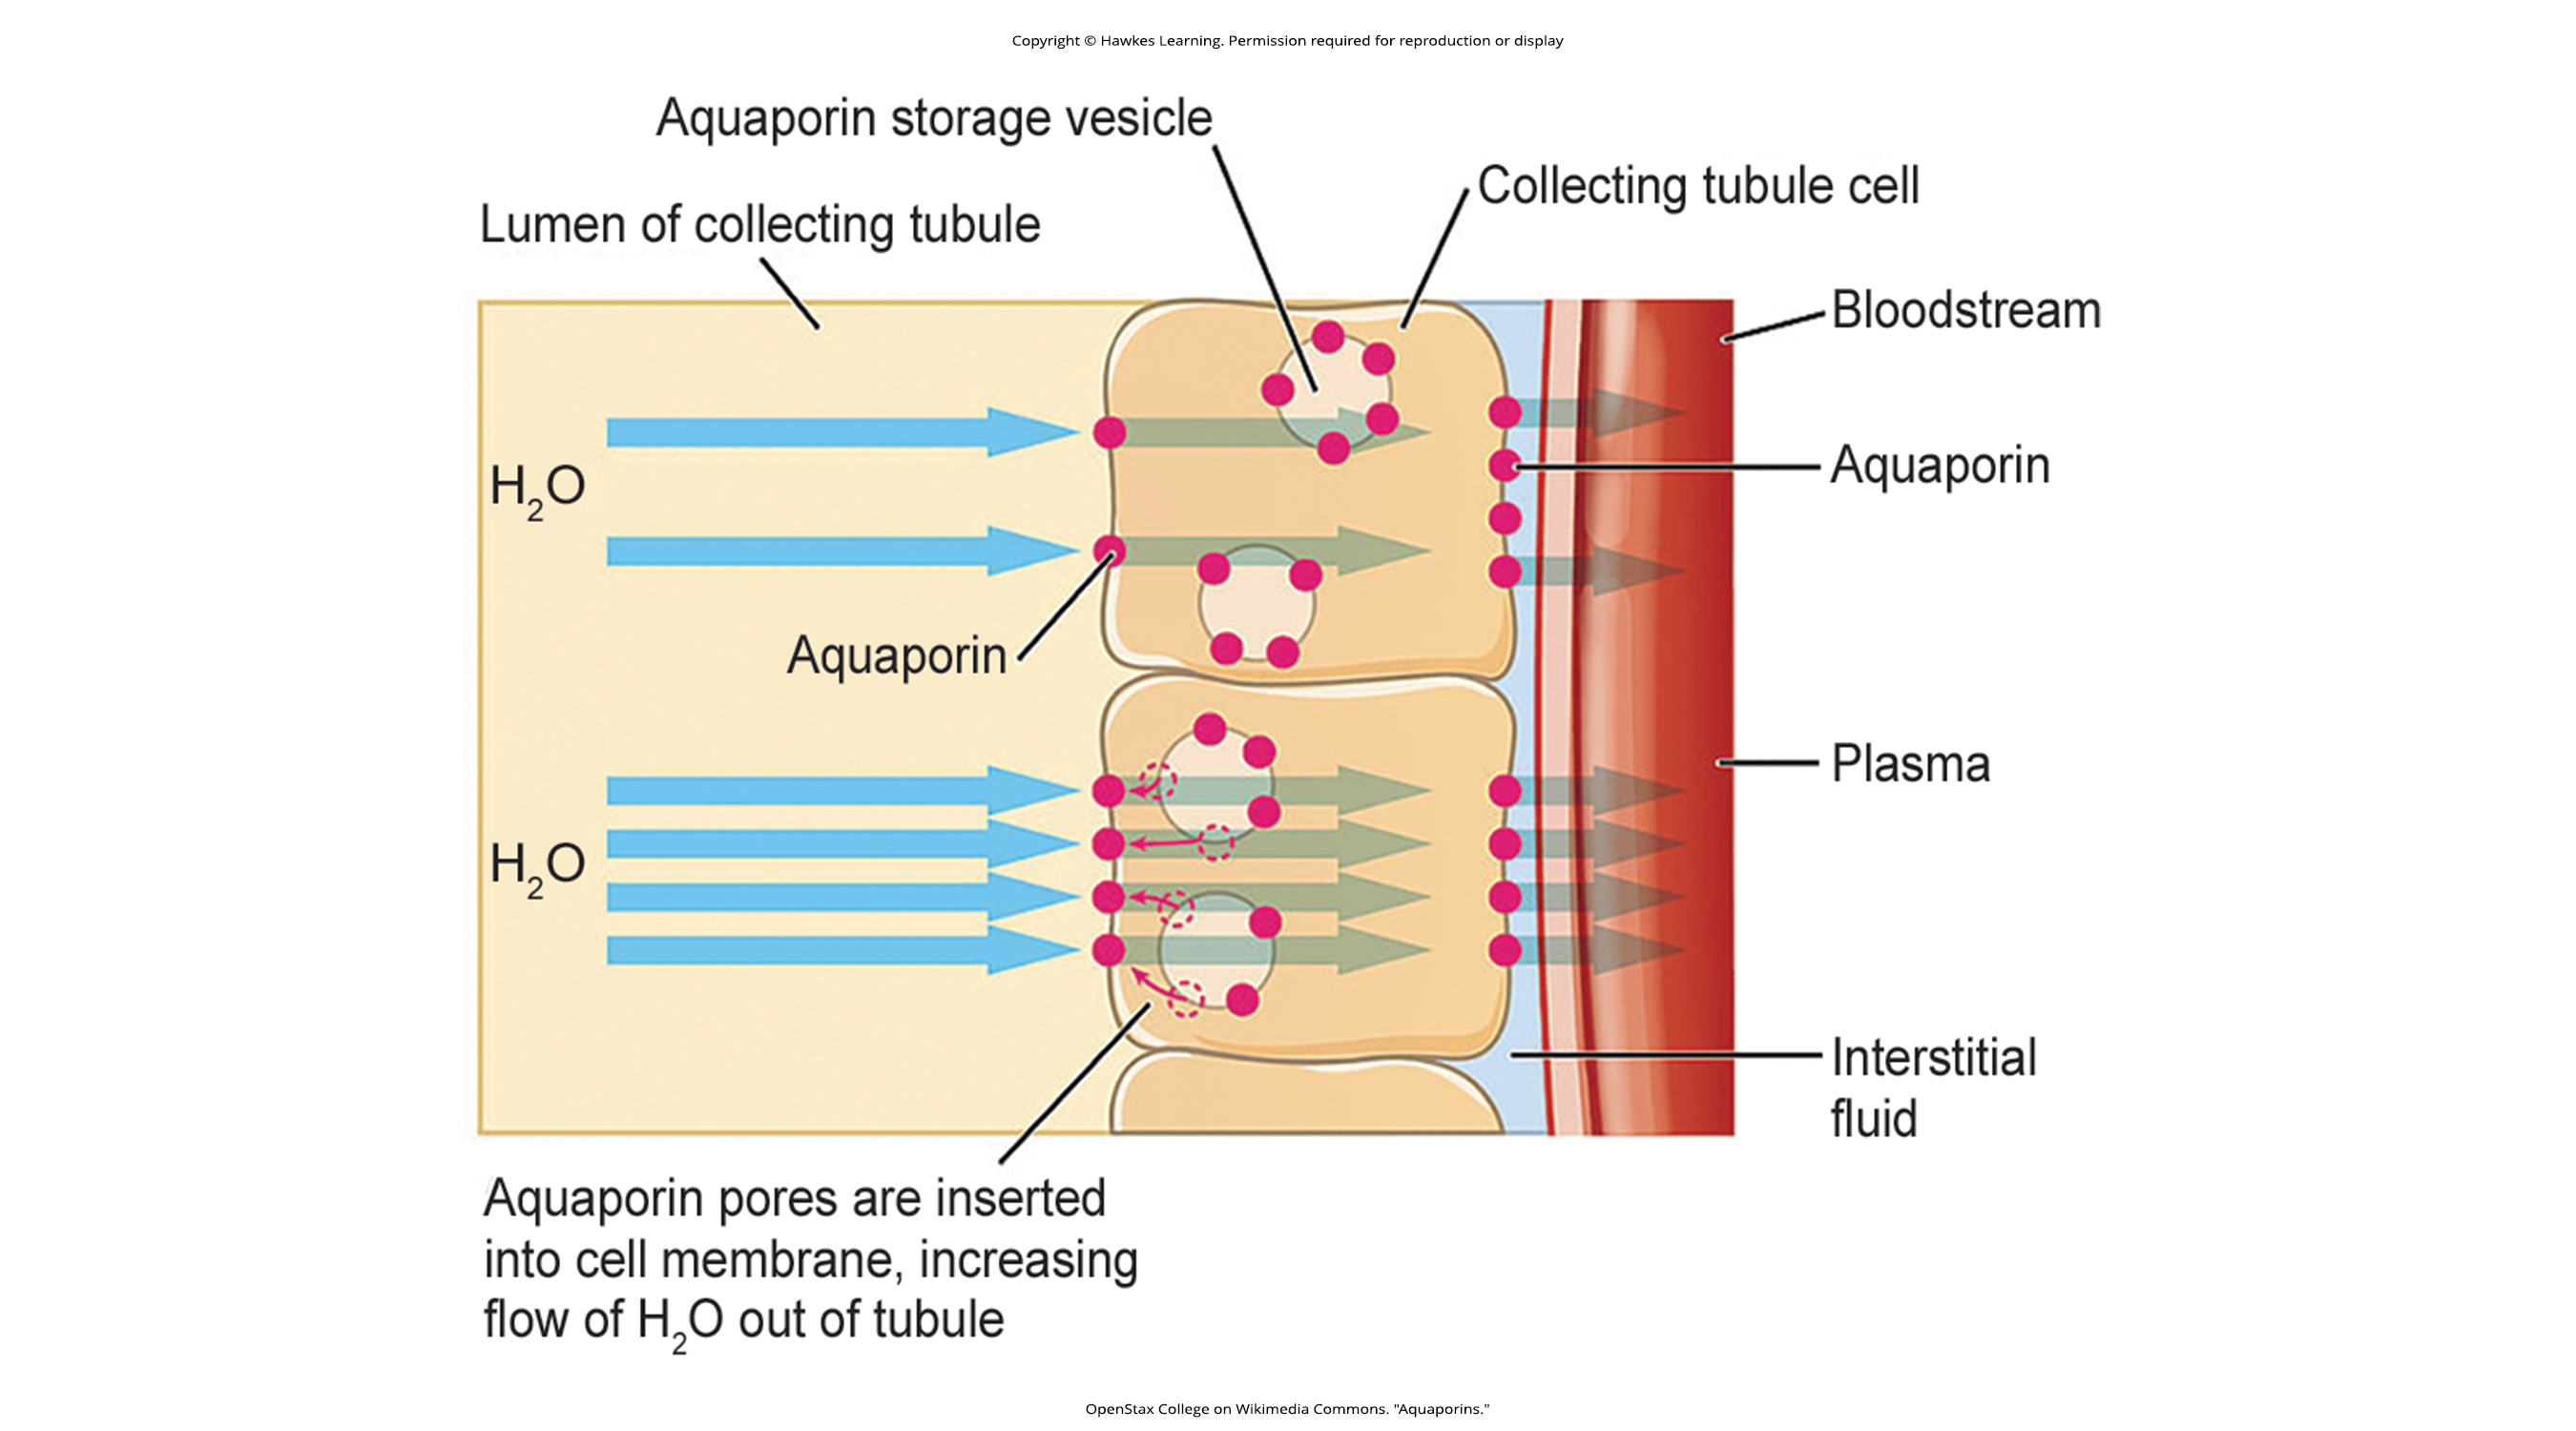 Copyright © Hawkes Learning. Permission required for reproduction or display
Aquaporin storage vesicle
Collecting tubule cell
Lumen of collecting tubule
Bloodstream
H₂O
Aquaporin
Aquaporin
Plasma
H₂O
Interstitial
fluid
Aquaporin pores are inserted
into cell membrane, increasing
flow of H₂O out of tubule
OpenStax College on Wikimedia Commons. "Aquaporins."